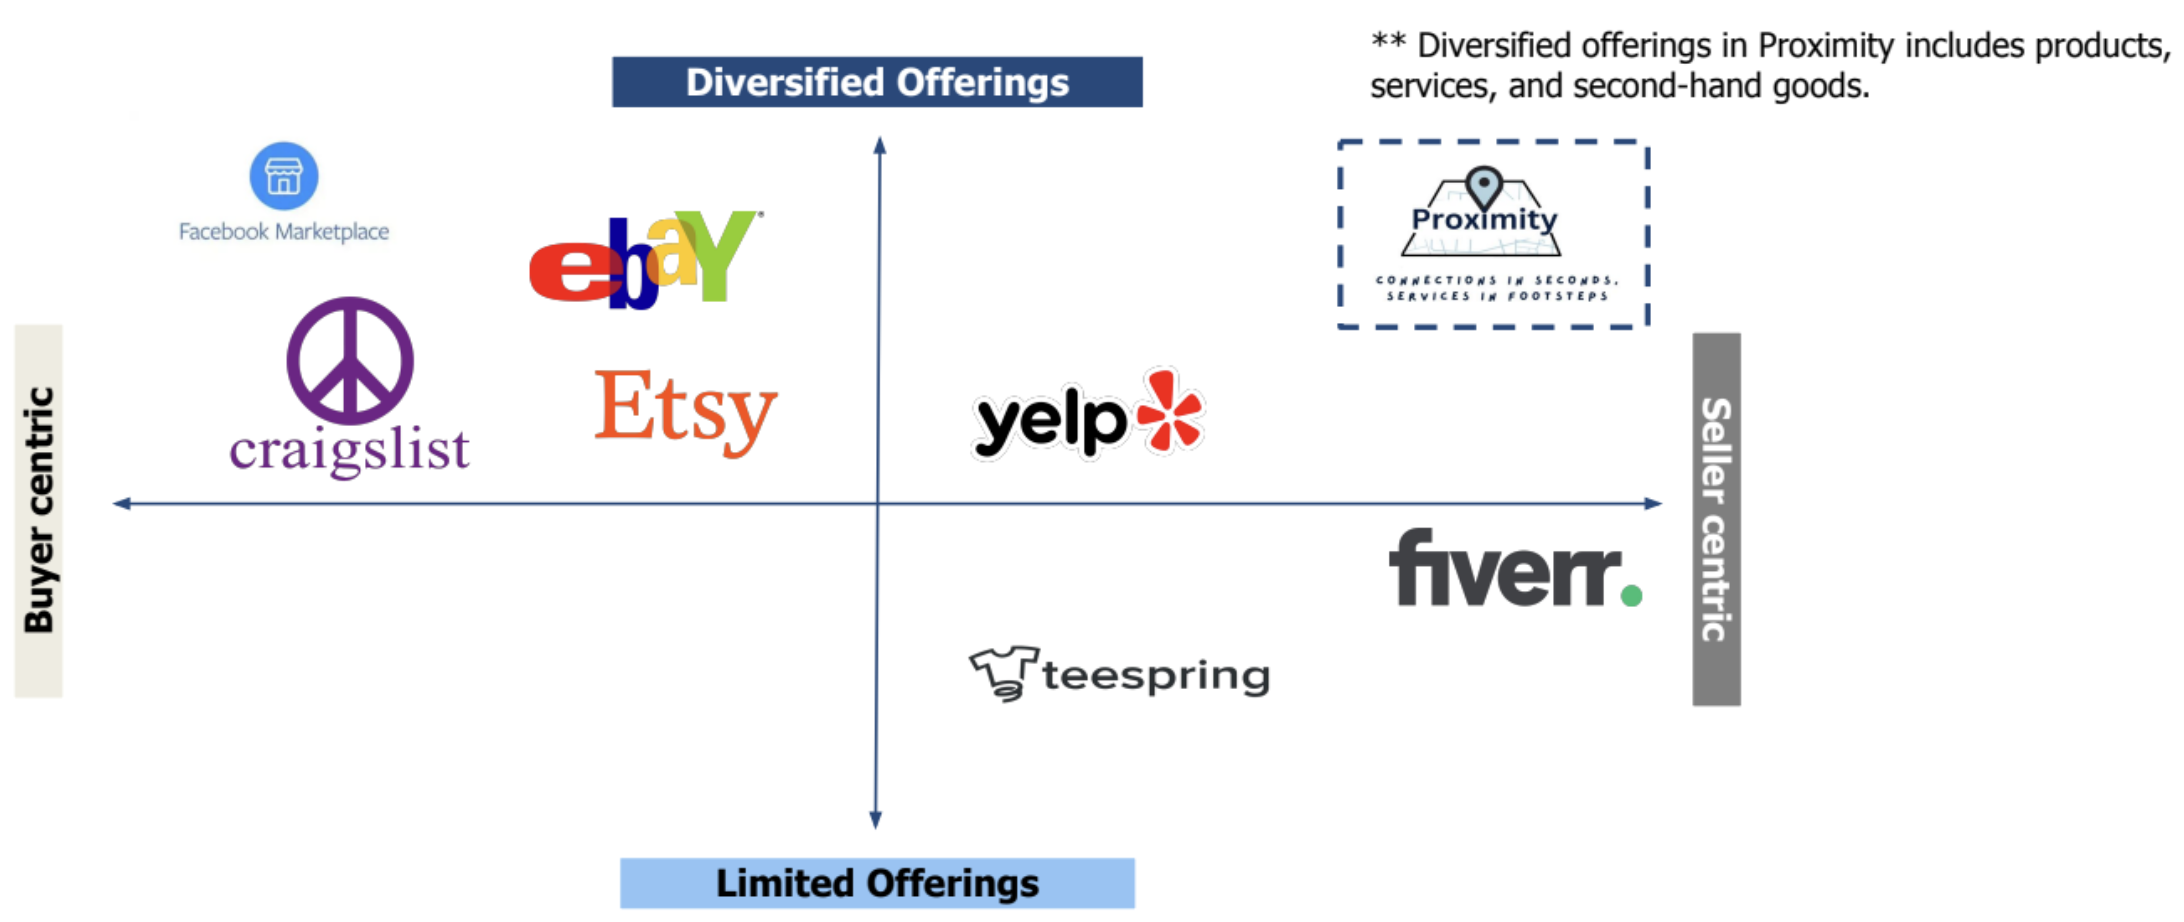 ** Diversified offerings in Proximity includes products,
services, and second-hand goods.
Diversified Offerings
Facebook Marketplace
ebaY
Proximity
CONNECTIONS IN SECONDS,
SERVICES IN FOOTSTEPS
craigslist
Etsy
yelp
Buyer centric
Seller centric
fiverr.
teespring
Limited Offerings